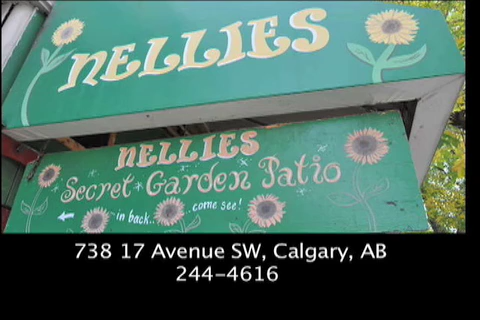 NELLIES
NELLIES
Secret Garden Patio
in back.. come see!
738 17 Avenue SW, Calgary, AB
244-4616